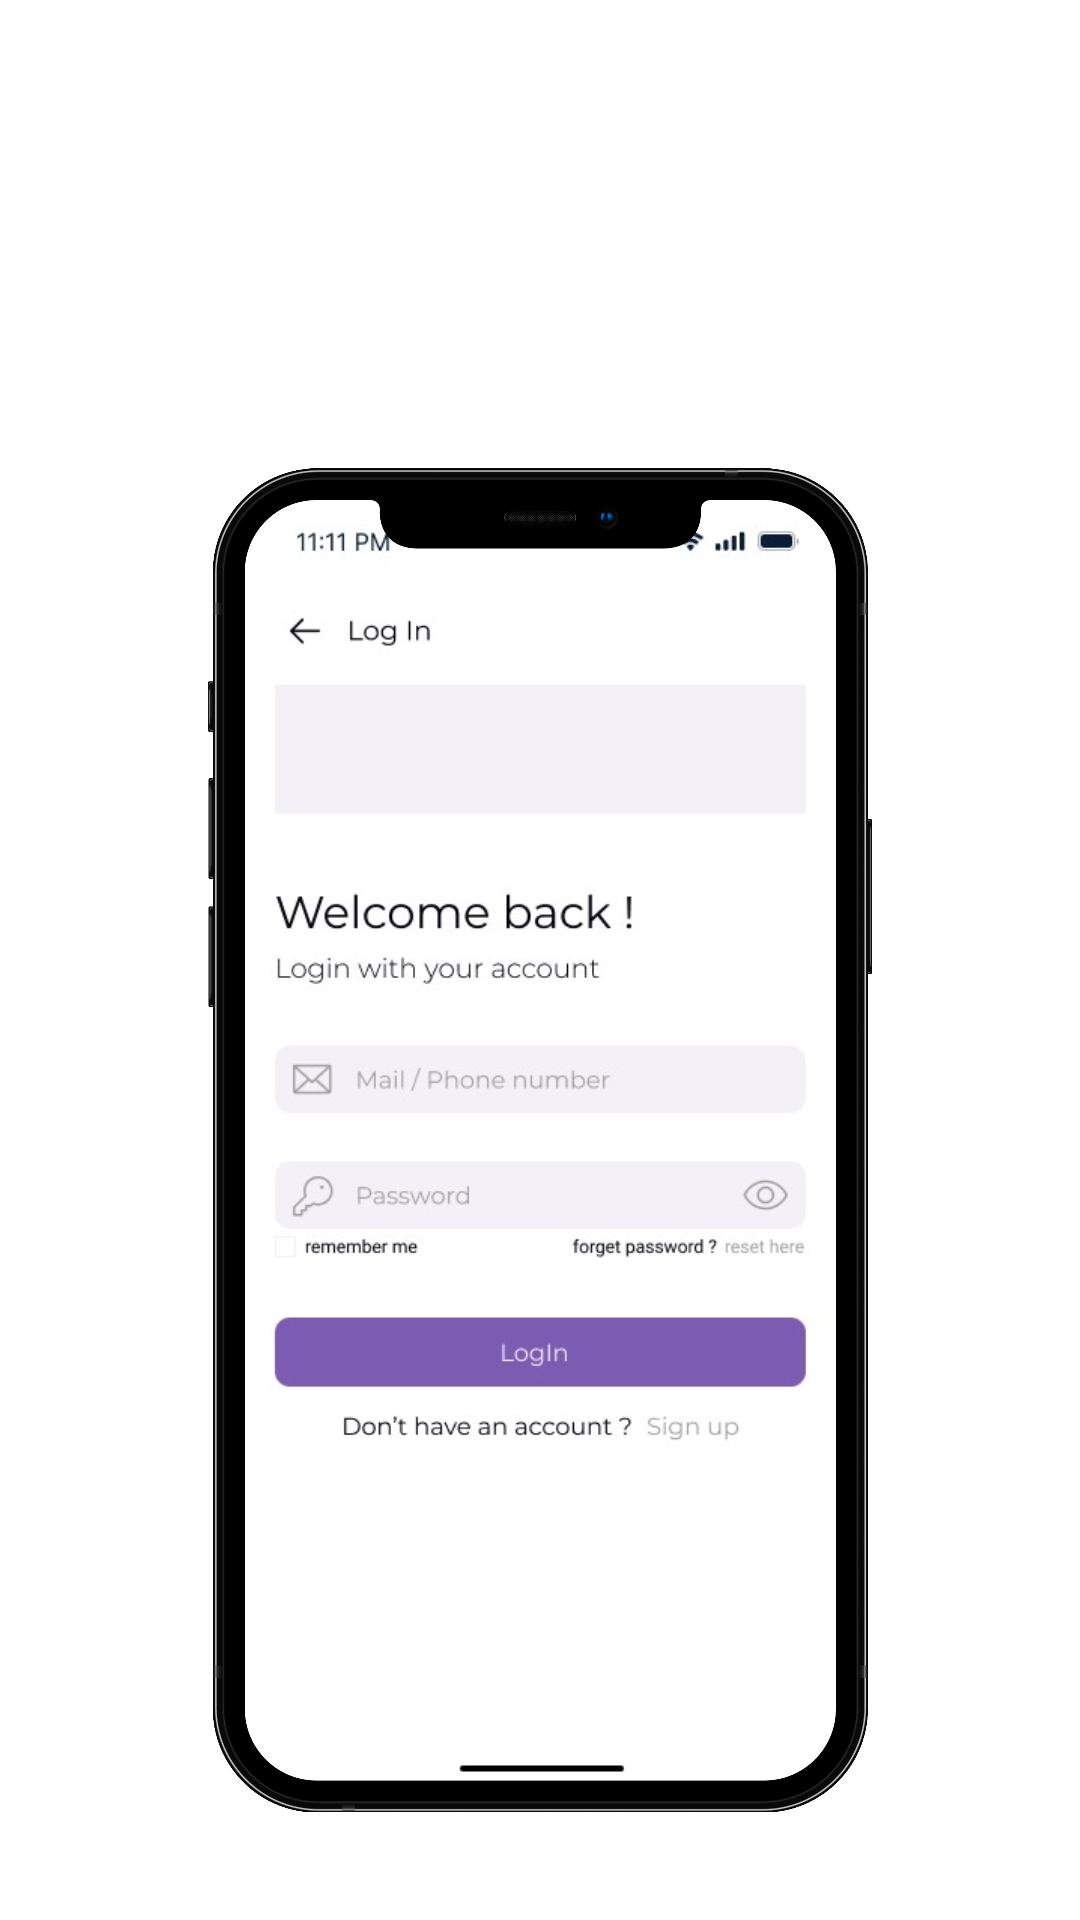 11:11 PM
Log In
Welcome back !
Login with your account
Mail / Phone number
Password
remember me forget password ? reset here
LogIn
Don't have an account ? Sign up